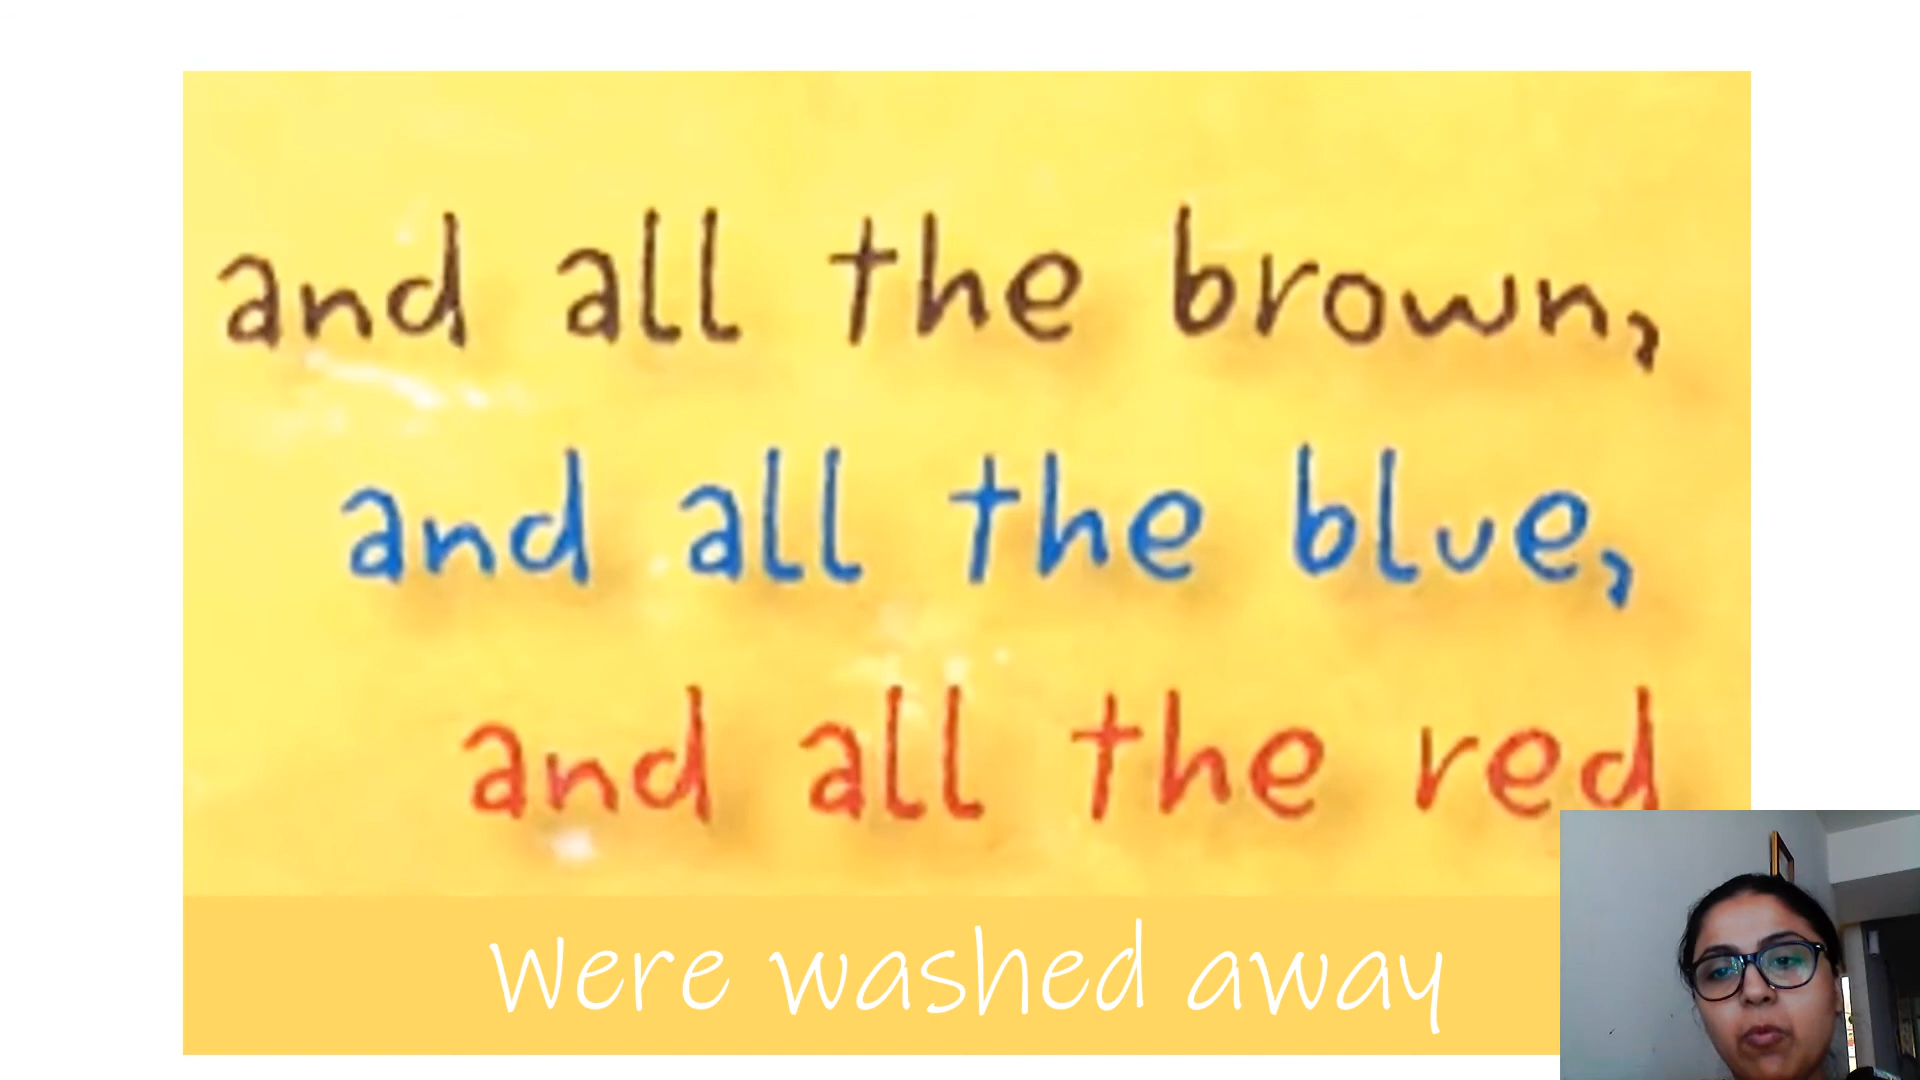 and all the brown,
and all the blue,
and all the red
Were washed away